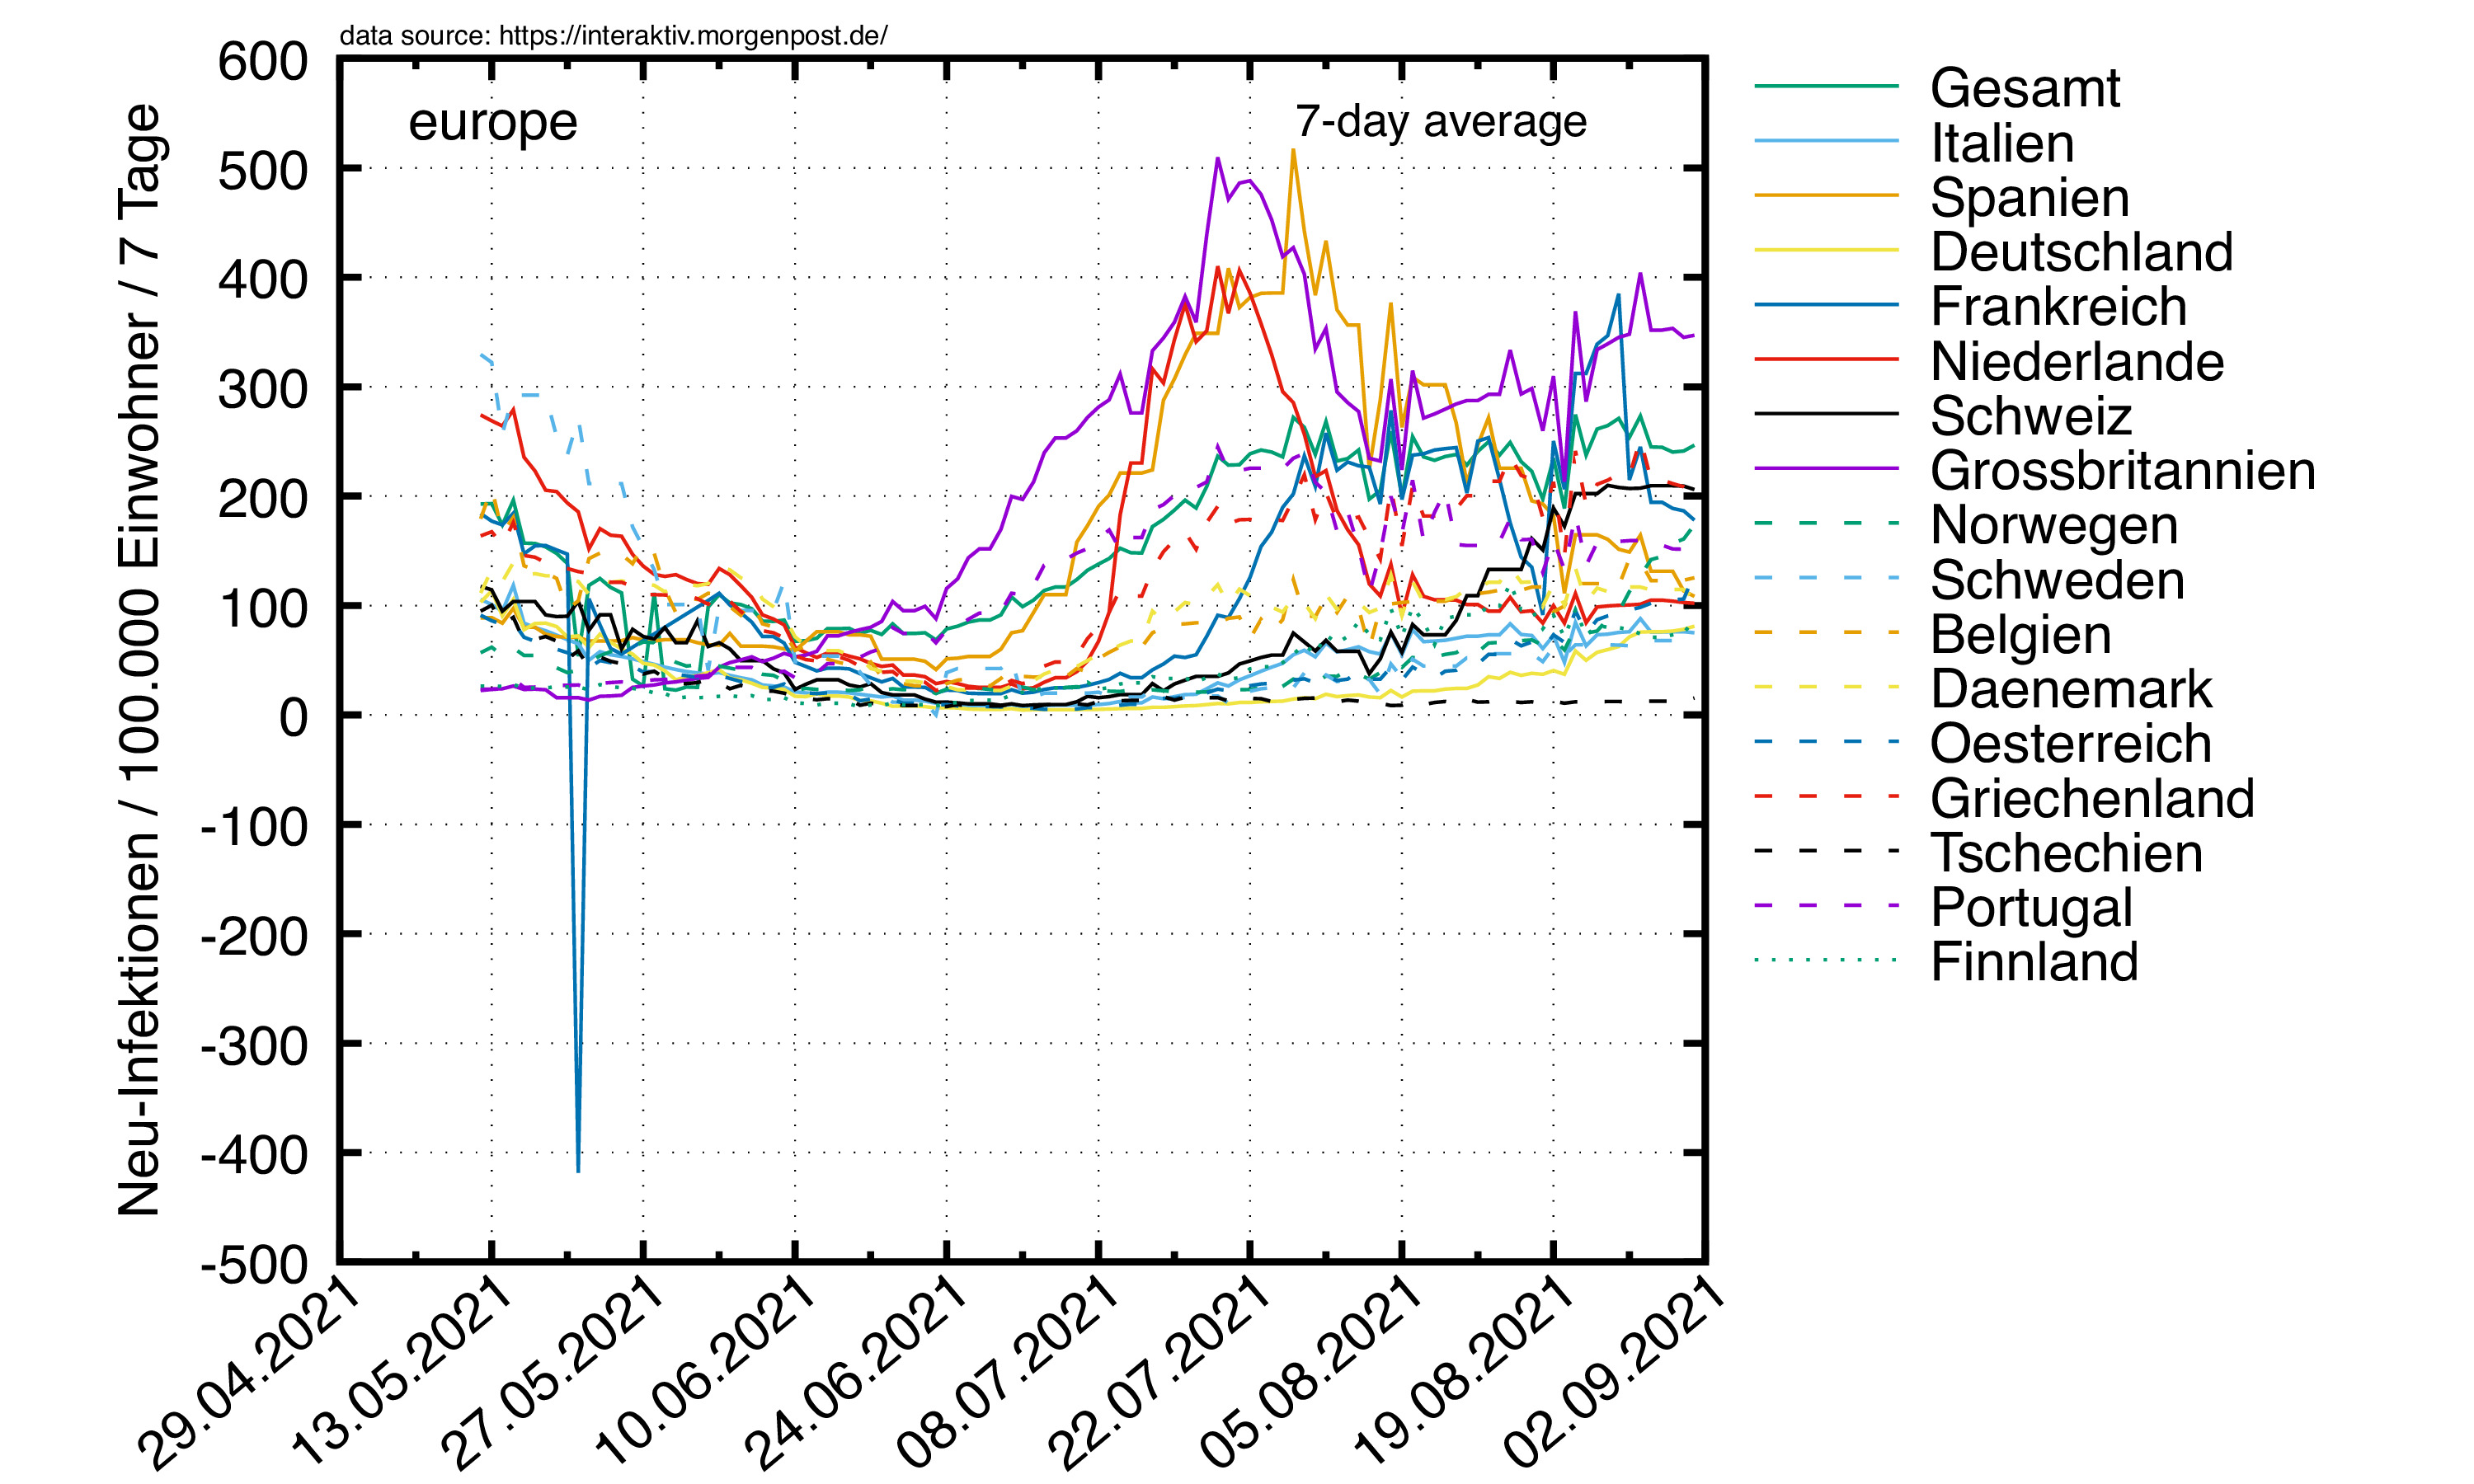 data source: https://interaktiv.morgenpost.de/
600
500
400
300
200
100
0
-100
-200
-300
-400
-500
Neu-Infektionen / 100.000 Einwohner / 7 Tage
europe
7-day average
29.04.2021
13.05.2021
27.05.2021
10.06.2021
24.06.2021
08.07.2021
22.07.2021
05.08.2021
19.08.2021
02.09.2021
Gesamt
Italien
Spanien
Deutschland
Frankreich
Niederlande
Schweiz
Grossbritannien
Norwegen
Schweden
Belgien
Daenemark
Oesterreich
Griechenland
Tschechien
Portugal
Finnland